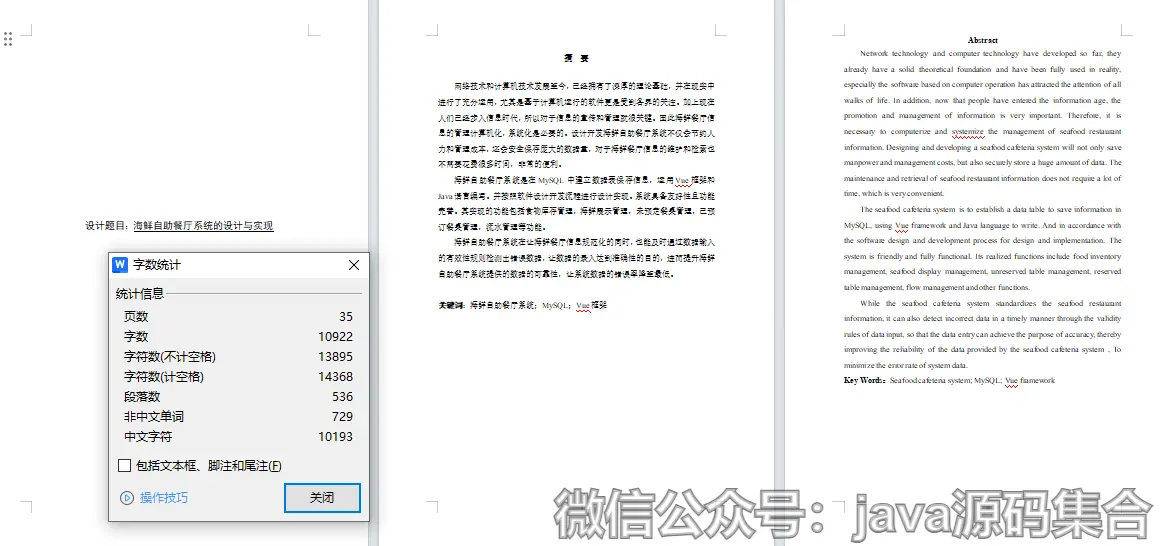 设计题目：海鲜自助餐厅系统的设计与实现
字数统计
统计信息
页数 35
字数 10922
字符数(不计空格) 13895
字符数(计空格) 14368
段落数 536
非中文单词 729
中文字符 10193
包括文本框、脚注和尾注(F)
操作技巧
关闭
摘 要
网络技术和计算机技术发展至今，已经拥有了深厚的理论基础，并在现实中
进行了充分运用，尤其是基于计算机运行的软件更是受到各界的关注。加上现在
人们已经步入信息时代，所以对于信息的宣传和管理就很关键。因此海鲜餐厅信
息的管理计算机化，系统化是必要的。设计开发海鲜自助餐厅系统不仅会节约人
力和管理成本，还会安全保存庞大的数据量，对于海鲜餐厅信息的维护和检索也
不需要花费很多时间，非常的便利。
海鲜自助餐厅系统是在 MySQL 中建立数据表保存信息，运用 Vue 框架和
Java 语言编写。并按照软件设计开发流程进行设计实现。系统具备友好性且功能
完善。其实现的功能包括食物库存管理，海鲜展示管理，未预定餐桌管理，已预
订餐桌管理，流水管理等功能。
海鲜自助餐厅系统在让海鲜餐厅信息规范化的同时，也能及时通过数据输入
的有效性规则检测出错误数据，让数据的录入达到准确性的目的，进而提升海鲜
自助餐厅系统提供的数据的可靠性，让系统数据的错误率降至最低。
关键词：海鲜自助餐厅系统；MySQL；Vue 框架
Abstract
Network technology and computer technology have developed so far, they
already have a solid theoretical foundation and have been fully used in reality,
especially the software based on computer operation has attracted the attention of all
walks of life. In addition, now that people have entered the information age, the
promotion and management of information is very important. Therefore, it is
necessary to computerize and systemize the management of seafood restaurant
information. Designing and developing a seafood cafeteria system will not only save
manpower and management costs, but also securely store a huge amount of data. The
maintenance and retrieval of seafood restaurant information does not require a lot of
time, which is very convenient.
The seafood cafeteria system is to establish a data table to save information in
MySQL, using Vue framework and Java language to write. And in accordance with
the software design and development process for design and implementation. The
system is friendly and fully functional. Its realized functions include food inventory
management, seafood display management, unreserved table management, reserved
table management, flow management and other functions.
While the seafood cafeteria system standardizes the seafood restaurant
information, it can also detect incorrect data in a timely manner through the validity
rules of data input, so that the data entry can achieve the purpose of accuracy, thereby
improving the reliability of the data provided by the seafood cafeteria system , To
minimize the error rate of system data.
Key Words: Seafood cafeteria system; MySQL; Vue framework
微信公众号：java源码集合